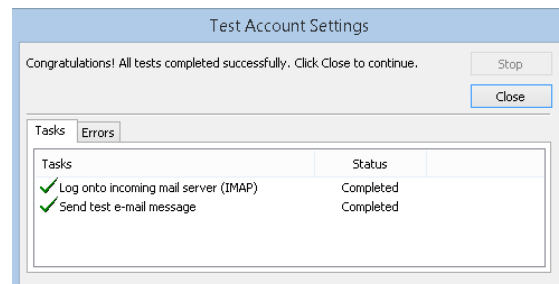 Test Account Settings
Congratulations! All tests completed successfully. Click Close to continue.
Stop
Close
Tasks Errors
Tasks Status
Log onto incoming mail server (IMAP) Completed
Send test e-mail message Completed